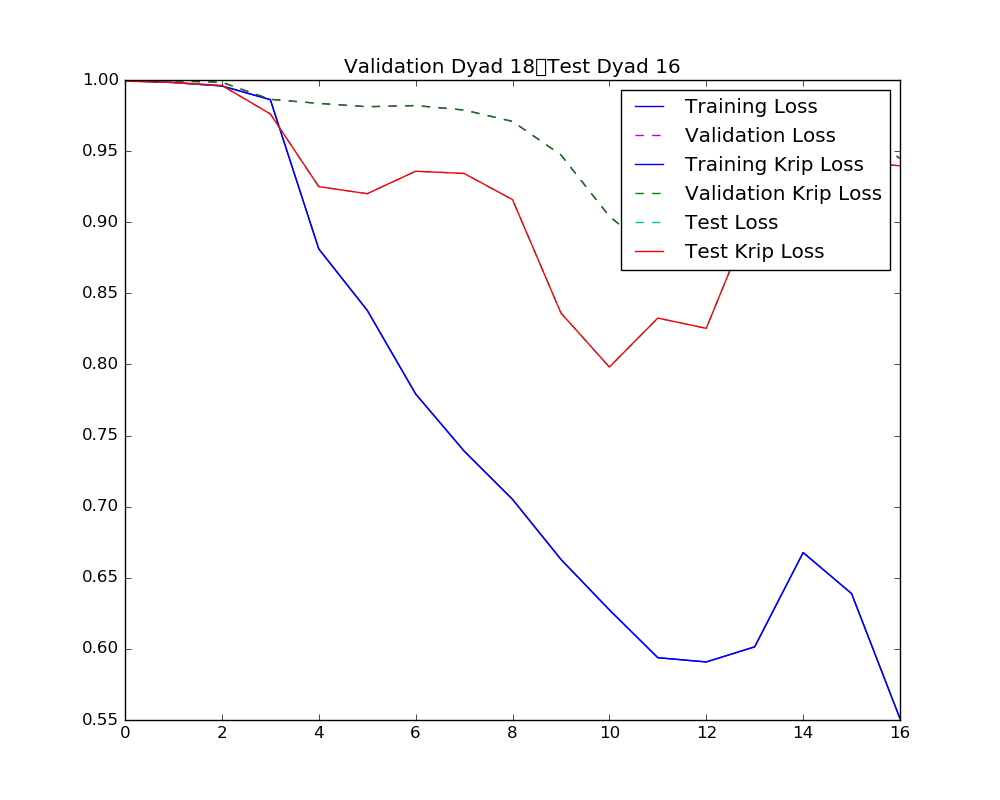 Validation Dyad 18▯Test Dyad 16
1.00
0.95
0.90
0.85
0.80
0.75
0.70
0.65
0.60
0.55
0 2 4 6 8 10 12 14 16
Training Loss
Validation Loss
Training Krip Loss
Validation Krip Loss
Test Loss
Test Krip Loss